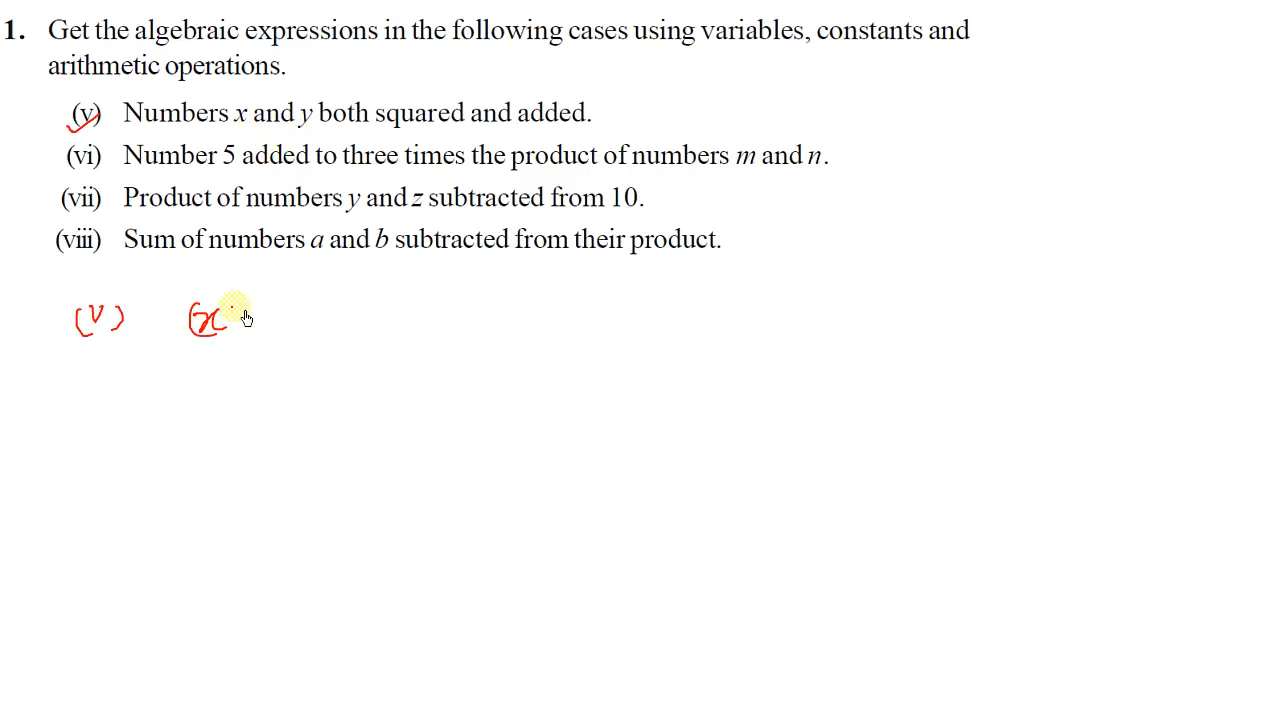 1. Get the algebraic expressions in the following cases using variables, constants and
arithmetic operations.
(v) Numbers x and y both squared and added.
(vi) Number 5 added to three times the product of numbers m and n.
(vii) Product of numbers y and z subtracted from 10.
(viii) Sum of numbers a and b subtracted from their product.
(v) (x